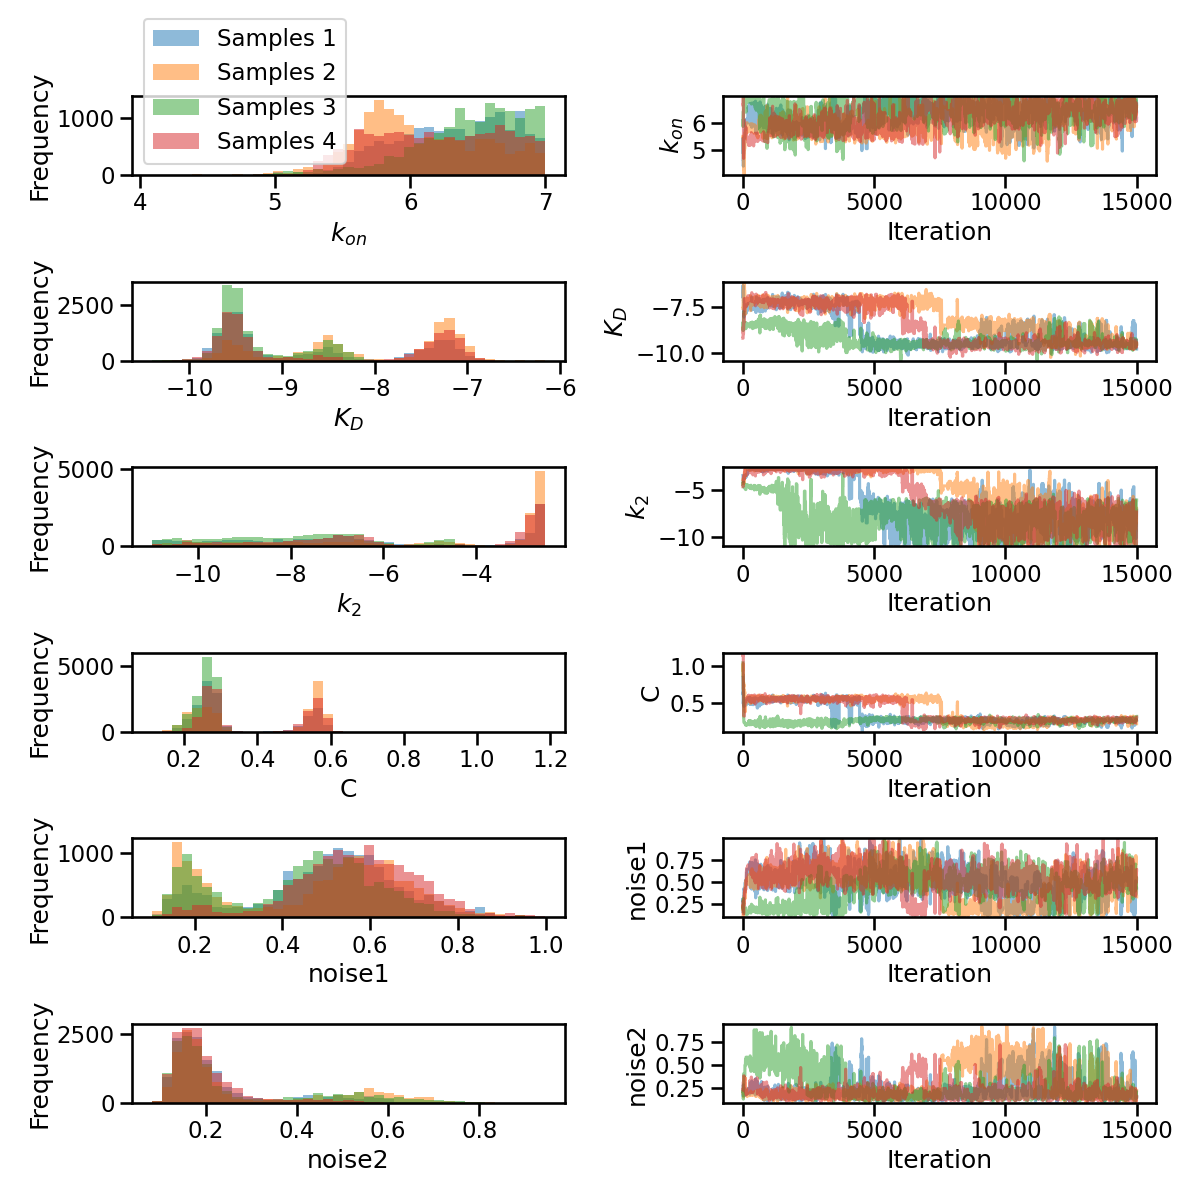 Samples 1
Samples 2
Samples 3
Samples 4
Frequency
1000
0
4 5 6 7
k_on
k_on
6
5
0 5000 10000 15000
Iteration
Frequency
2500
0
−10 −9 −8 −7 −6
K_D
K_D
−7.5
−10.0
0 5000 10000 15000
Iteration
Frequency
5000
0
−10 −8 −6 −4
k_2
k_2
−5
−10
0 5000 10000 15000
Iteration
Frequency
5000
0
0.2 0.4 0.6 0.8 1.0 1.2
C
C
1.0
0.5
0 5000 10000 15000
Iteration
Frequency
1000
0
0.2 0.4 0.6 0.8 1.0
noise1
noise1
0.75
0.50
0.25
0 5000 10000 15000
Iteration
Frequency
2500
0
0.2 0.4 0.6 0.8
noise2
noise2
0.75
0.50
0.25
0 5000 10000 15000
Iteration